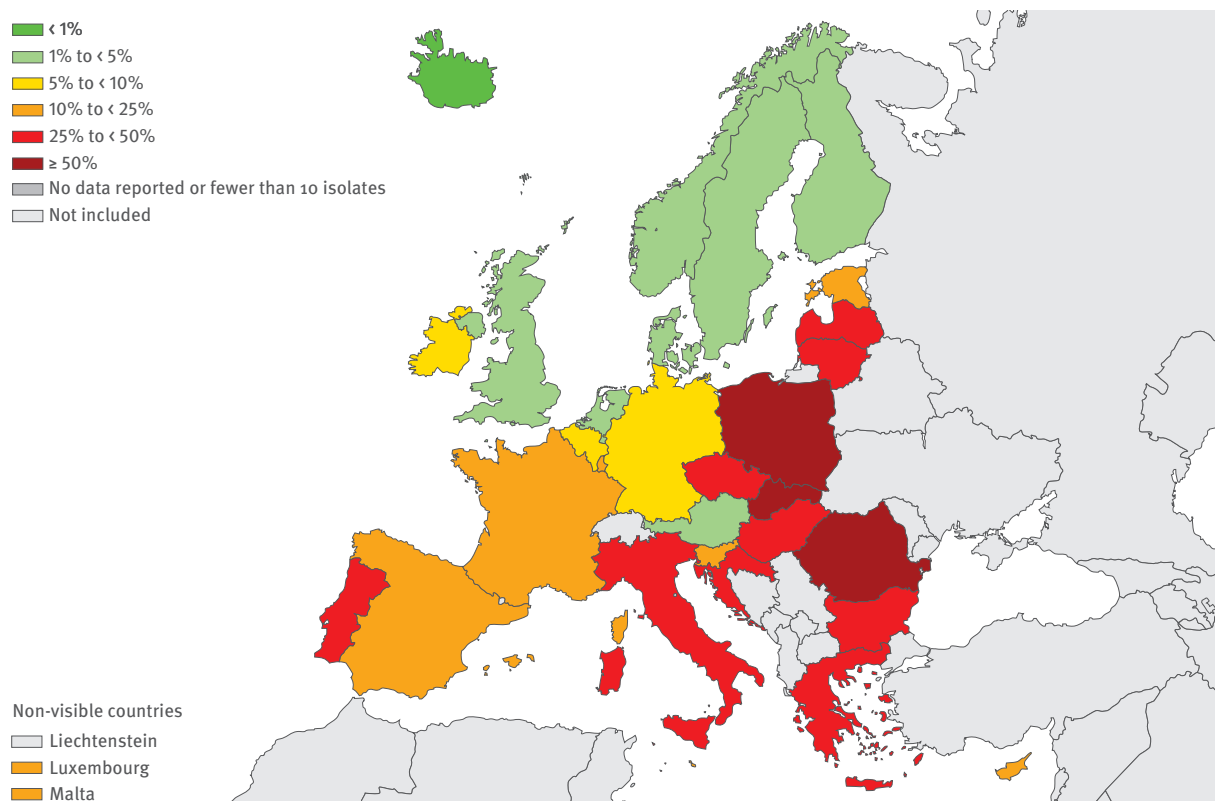 < 1%
1% to < 5%
5% to < 10%
10% to < 25%
25% to < 50%
≥ 50%
No data reported or fewer than 10 isolates
Not included
Non-visible countries
Liechtenstein
Luxembourg
Malta